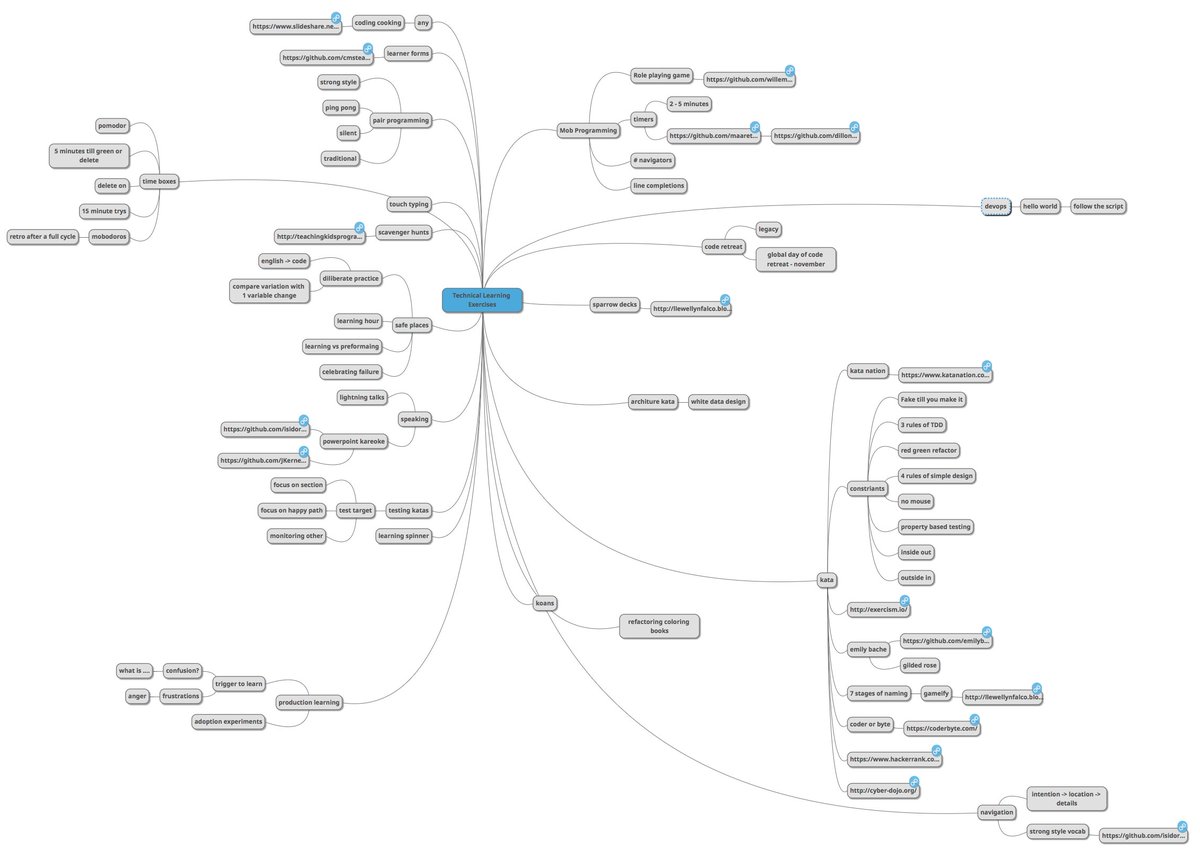 Technical Learning
Exercises
any
coding cooking
https://www.slideshare.ne...
learner forms
https://github.com/cmstea...
pair programming
strong style
ping pong
silent
traditional
time boxes
pomodor
5 minutes till green or
delete
delete on
15 minute trys
mobodoros
retro after a full cycle
touch typing
scavenger hunts
http://teachingkidsprogra...
safe places
diliberate practice
english -> code
compare variation with
1 variable change
learning hour
learning vs preformaing
celebrating failure
speaking
lightning talks
powerpoint kareoke
https://github.com/isidor...
https://github.com/JKerne...
testing katas
test target
focus on section
focus on happy path
monitoring other
learning spinner
production learning
trigger to learn
confusion?
what is ....
frustrations
anger
adoption experiments
Mob Programming
Role playing game
https://github.com/willem...
timers
2 - 5 minutes
https://github.com/maaret...
https://github.com/dillon...
# navigators
line completions
devops
hello world
follow the script
code retreat
legacy
global day of code
retreat - november
sparrow decks
http://llewellynfalco.blo...
architure kata
white data design
kata
kata nation
https://www.katanation.co...
constriants
Fake till you make it
3 rules of TDD
red green refactor
4 rules of simple design
no mouse
property based testing
inside out
outside in
http://exercism.io/
emily bache
https://github.com/emilyb...
gilded rose
7 stages of naming
gameify
http://llewellynfalco.blo...
coder or byte
https://coderbyte.com/
https://www.hackerrank.co...
http://cyber-dojo.org/
koans
refactoring coloring
books
navigation
intention -> location ->
details
strong style vocab
https://github.com/isidor...